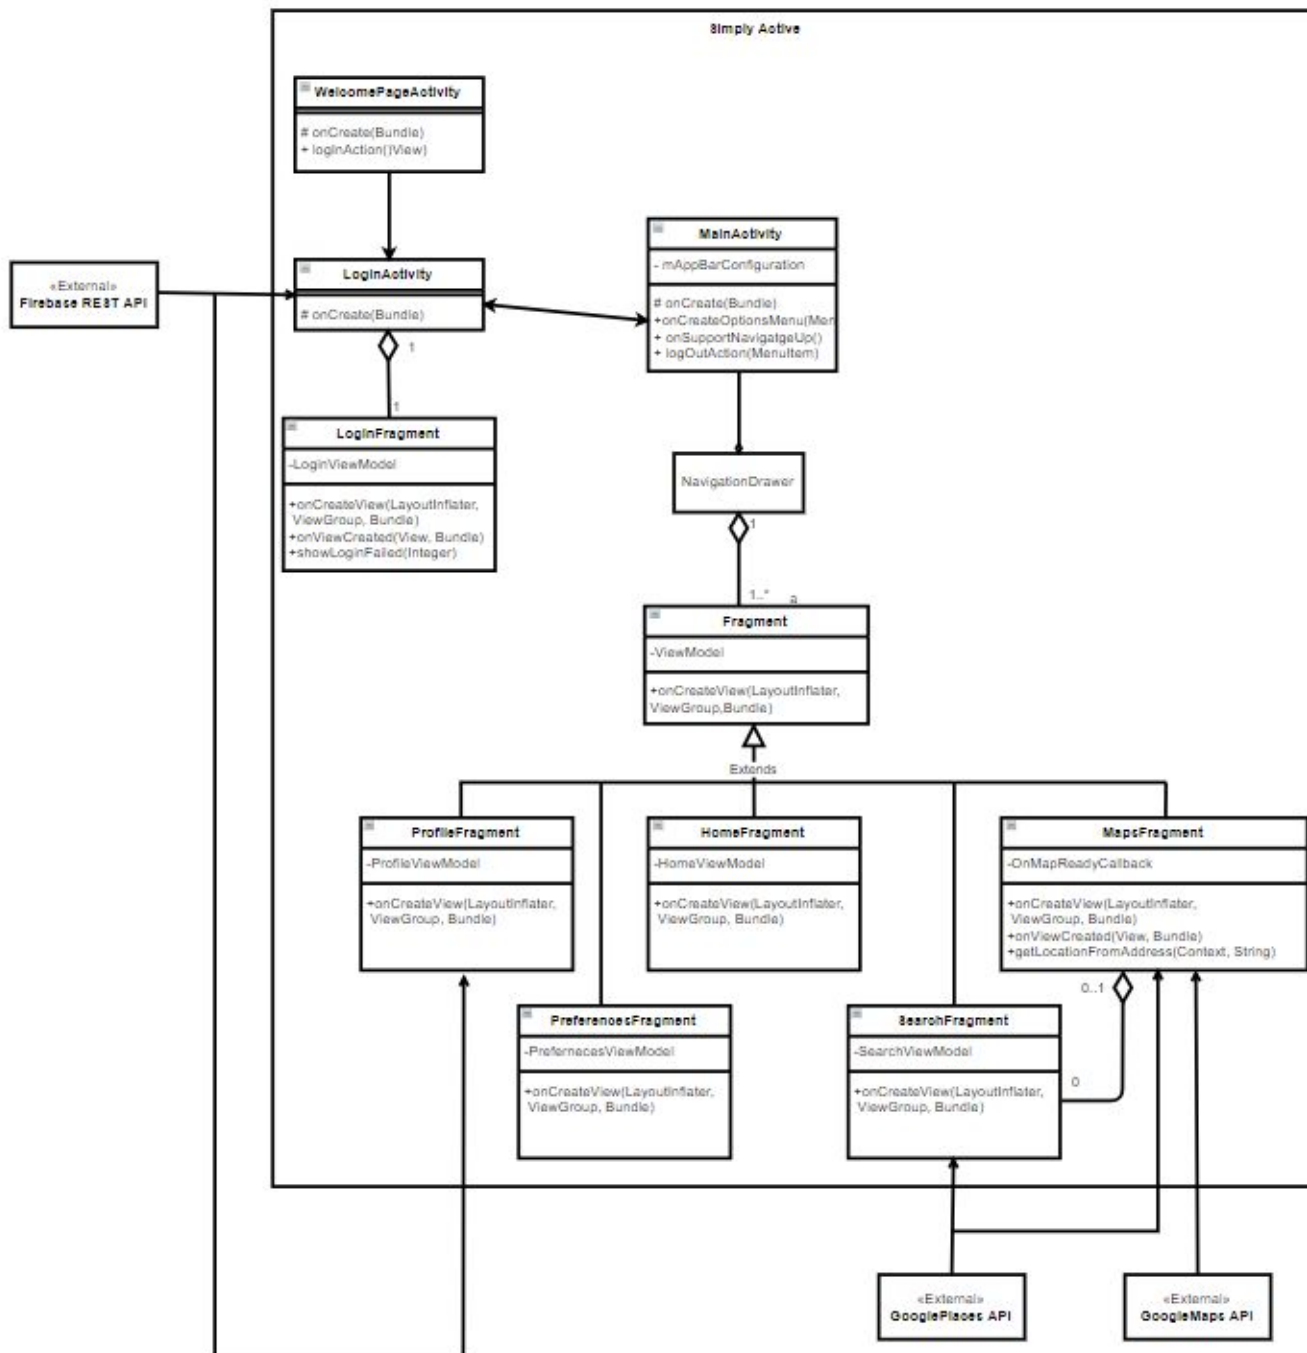 Simply Active
WelcomePageActivity
# onCreate(Bundle)
+ logInAction()View)
MainActivity
- mAppBarConfiguration
# onCreate(Bundle)
+onCreateOptionsMenu(Men
+ onSupportNavigatgeUp()
+ logOutAction(MenuItem)
«External»
Firebase REST API
LoginActivity
# onCreate(Bundle)
1
1
LoginFragment
-LoginViewModel
+onCreateView(LayoutInflater,
ViewGroup, Bundle)
+onViewCreated(View, Bundle)
+showLoginFailed(Integer)
NavigationDrawer
1
1..*
a
Fragment
-ViewModel
+onCreateView(LayoutInflater,
ViewGroup,Bundle)
Extends
ProfileFragment
-ProfileViewModel
+onCreateView(LayoutInflater,
ViewGroup, Bundle)
HomeFragment
-HomeViewModel
+onCreateView(LayoutInflater,
ViewGroup, Bundle)
MapsFragment
-OnMapReadyCallback
+onCreateView(LayoutInflater,
ViewGroup, Bundle)
+onViewCreated(View, Bundle)
+getLocationFromAddress(Context, String)
0..1
0
PreferencesFragment
-PrefernecesViewModel
+onCreateView(LayoutInflater,
ViewGroup, Bundle)
SearchFragment
-SearchViewModel
+onCreateView(LayoutInflater,
ViewGroup, Bundle)
«External»
GooglePlaces API
«External»
GoogleMaps API